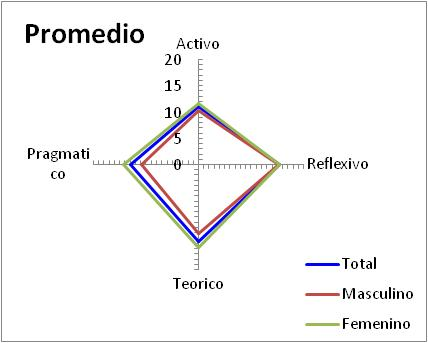 Promedio
Activo
20
15
10
5
0
Pragmati
co
Reflexivo
Teorico
Total
Masculino
Femenino